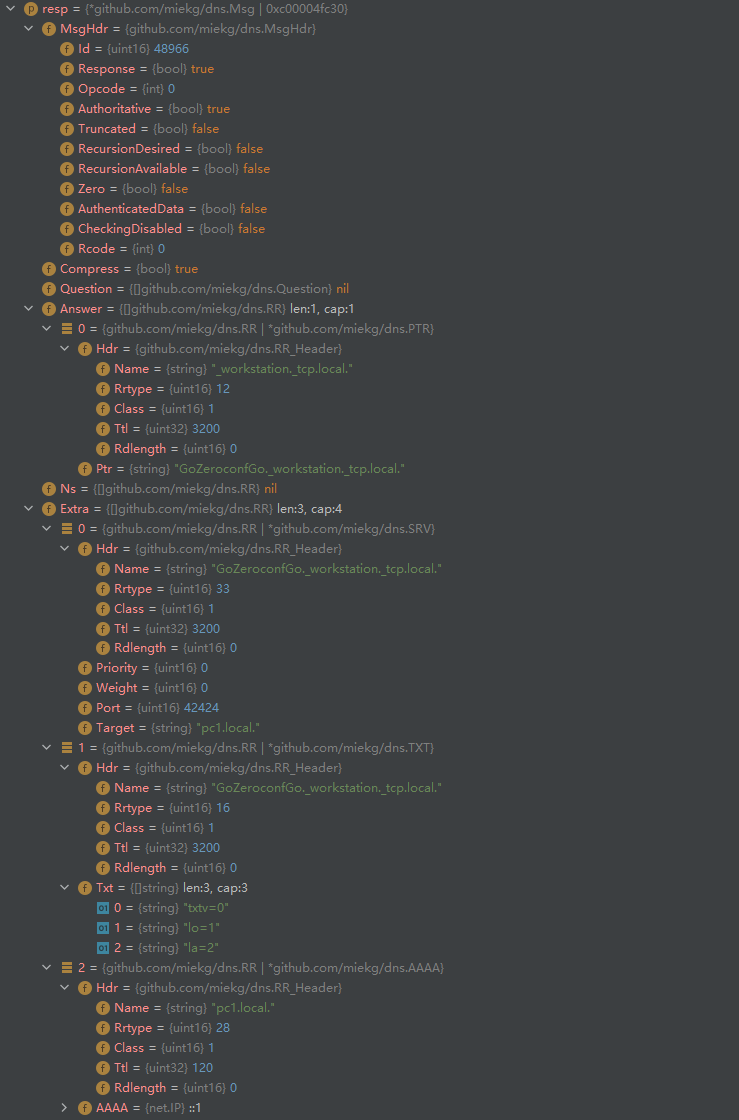 resp = {*github.com/miekg/dns.Msg | 0xc00004fc30}
MsgHdr = {github.com/miekg/dns.MsgHdr}
Id = {uint16} 48966
Response = {bool} true
Opcode = {int} 0
Authoritative = {bool} true
Truncated = {bool} false
RecursionDesired = {bool} false
RecursionAvailable = {bool} false
Zero = {bool} false
AuthenticatedData = {bool} false
CheckingDisabled = {bool} false
Rcode = {int} 0
Compress = {bool} true
Question = {[]github.com/miekg/dns.Question} nil
Answer = {[]github.com/miekg/dns.RR} len:1, cap:1
0 = {github.com/miekg/dns.RR | *github.com/miekg/dns.PTR}
Hdr = {github.com/miekg/dns.RR_Header}
Name = {string} "_workstation._tcp.local."
Rrtype = {uint16} 12
Class = {uint16} 1
Ttl = {uint32} 3200
Rdlength = {uint16} 0
Ptr = {string} "GoZeroconfGo._workstation._tcp.local."
Ns = {[]github.com/miekg/dns.RR} nil
Extra = {[]github.com/miekg/dns.RR} len:3, cap:4
0 = {github.com/miekg/dns.RR | *github.com/miekg/dns.SRV}
Hdr = {github.com/miekg/dns.RR_Header}
Name = {string} "GoZeroconfGo._workstation._tcp.local."
Rrtype = {uint16} 33
Class = {uint16} 1
Ttl = {uint32} 3200
Rdlength = {uint16} 0
Priority = {uint16} 0
Weight = {uint16} 0
Port = {uint16} 42424
Target = {string} "pc1.local."
1 = {github.com/miekg/dns.RR | *github.com/miekg/dns.TXT}
Hdr = {github.com/miekg/dns.RR_Header}
Name = {string} "GoZeroconfGo._workstation._tcp.local."
Rrtype = {uint16} 16
Class = {uint16} 1
Ttl = {uint32} 3200
Rdlength = {uint16} 0
Txt = {[]string} len:3, cap:3
0 = {string} "txtv=0"
1 = {string} "lo=1"
2 = {string} "la=2"
2 = {github.com/miekg/dns.RR | *github.com/miekg/dns.AAAA}
Hdr = {github.com/miekg/dns.RR_Header}
Name = {string} "pc1.local."
Rrtype = {uint16} 28
Class = {uint16} 1
Ttl = {uint32} 120
Rdlength = {uint16} 0
AAAA = {net.IP} ::1